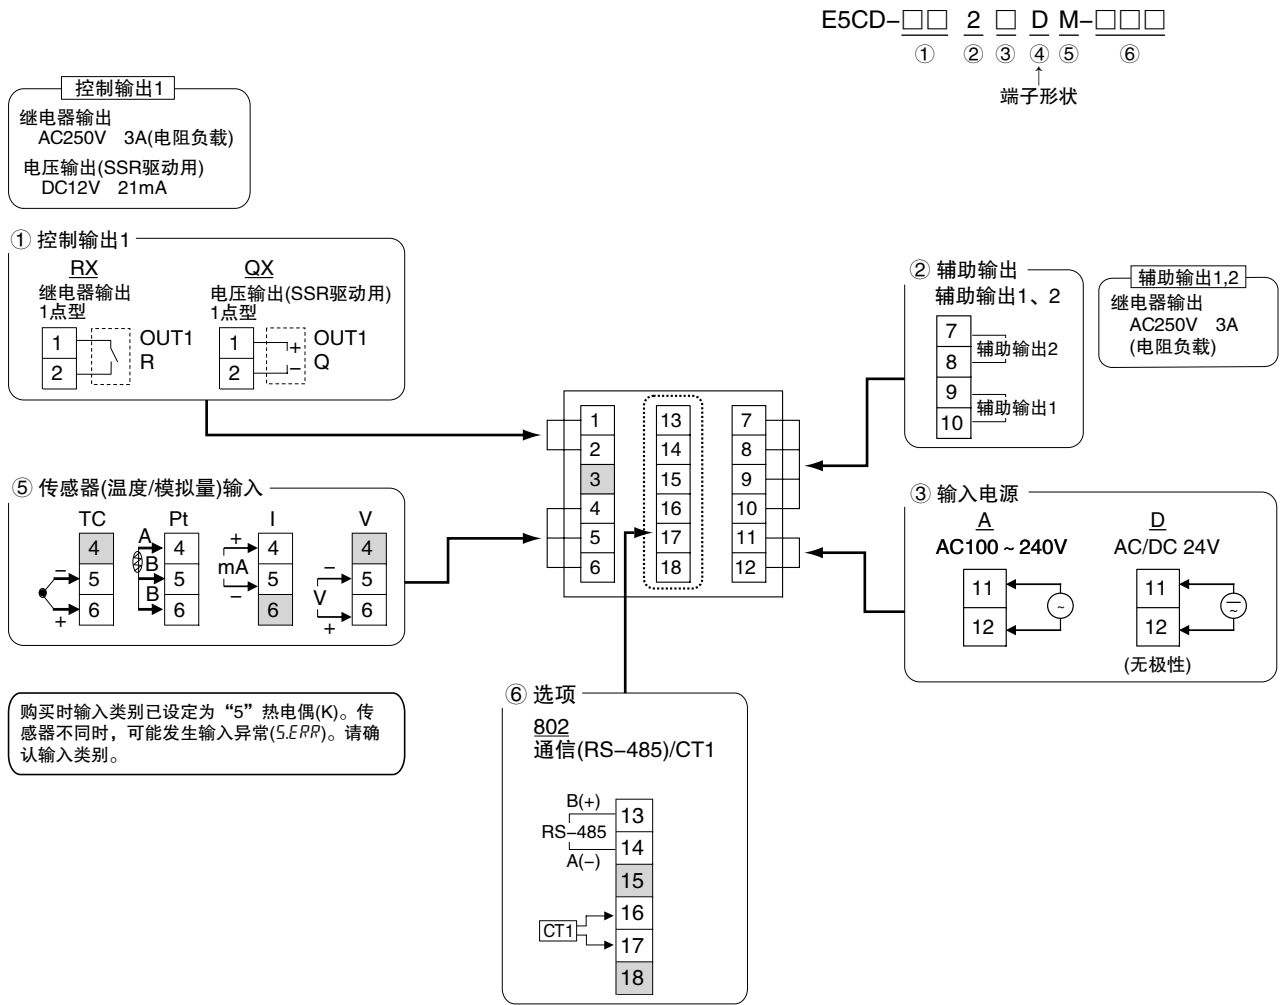 E5CD–□□ 2 □ D M–□□□
① ② ③ ④ ⑤ ⑥
↑
端子形状
控制输出1
继电器输出
AC250V 3A(电阻负载)
电压输出(SSR驱动用)
DC12V 21mA
① 控制输出1
RX
继电器输出
1点型
1
2
OUT1
R
QX
电压输出(SSR驱动用)
1点型
1
2
+
–
OUT1
Q
⑤ 传感器(温度/模拟量)输入
TC
4
5
6
–
+
Pt
A
B
B
4
5
6
I
+
mA
–
4
5
6
V
–
V
+
4
5
6
购买时输入类别已设定为“5”热电偶(K)。传
感器不同时，可能发生输入异常(S.ERR)。请确
认输入类别。
1
2
3
4
5
6
13
14
15
16
17
18
7
8
9
10
11
12
② 辅助输出
辅助输出1、2
7
8
9
10
辅助输出2
辅助输出1
辅助输出1,2
继电器输出
AC250V 3A
(电阻负载)
③ 输入电源
A
AC100 ~ 240V
11
12
~
D
AC/DC 24V
11
12
~
(无极性)
⑥ 选项
802
通信(RS–485)/CT1
B(+)
RS–485
A(–)
CT1
13
14
15
16
17
18